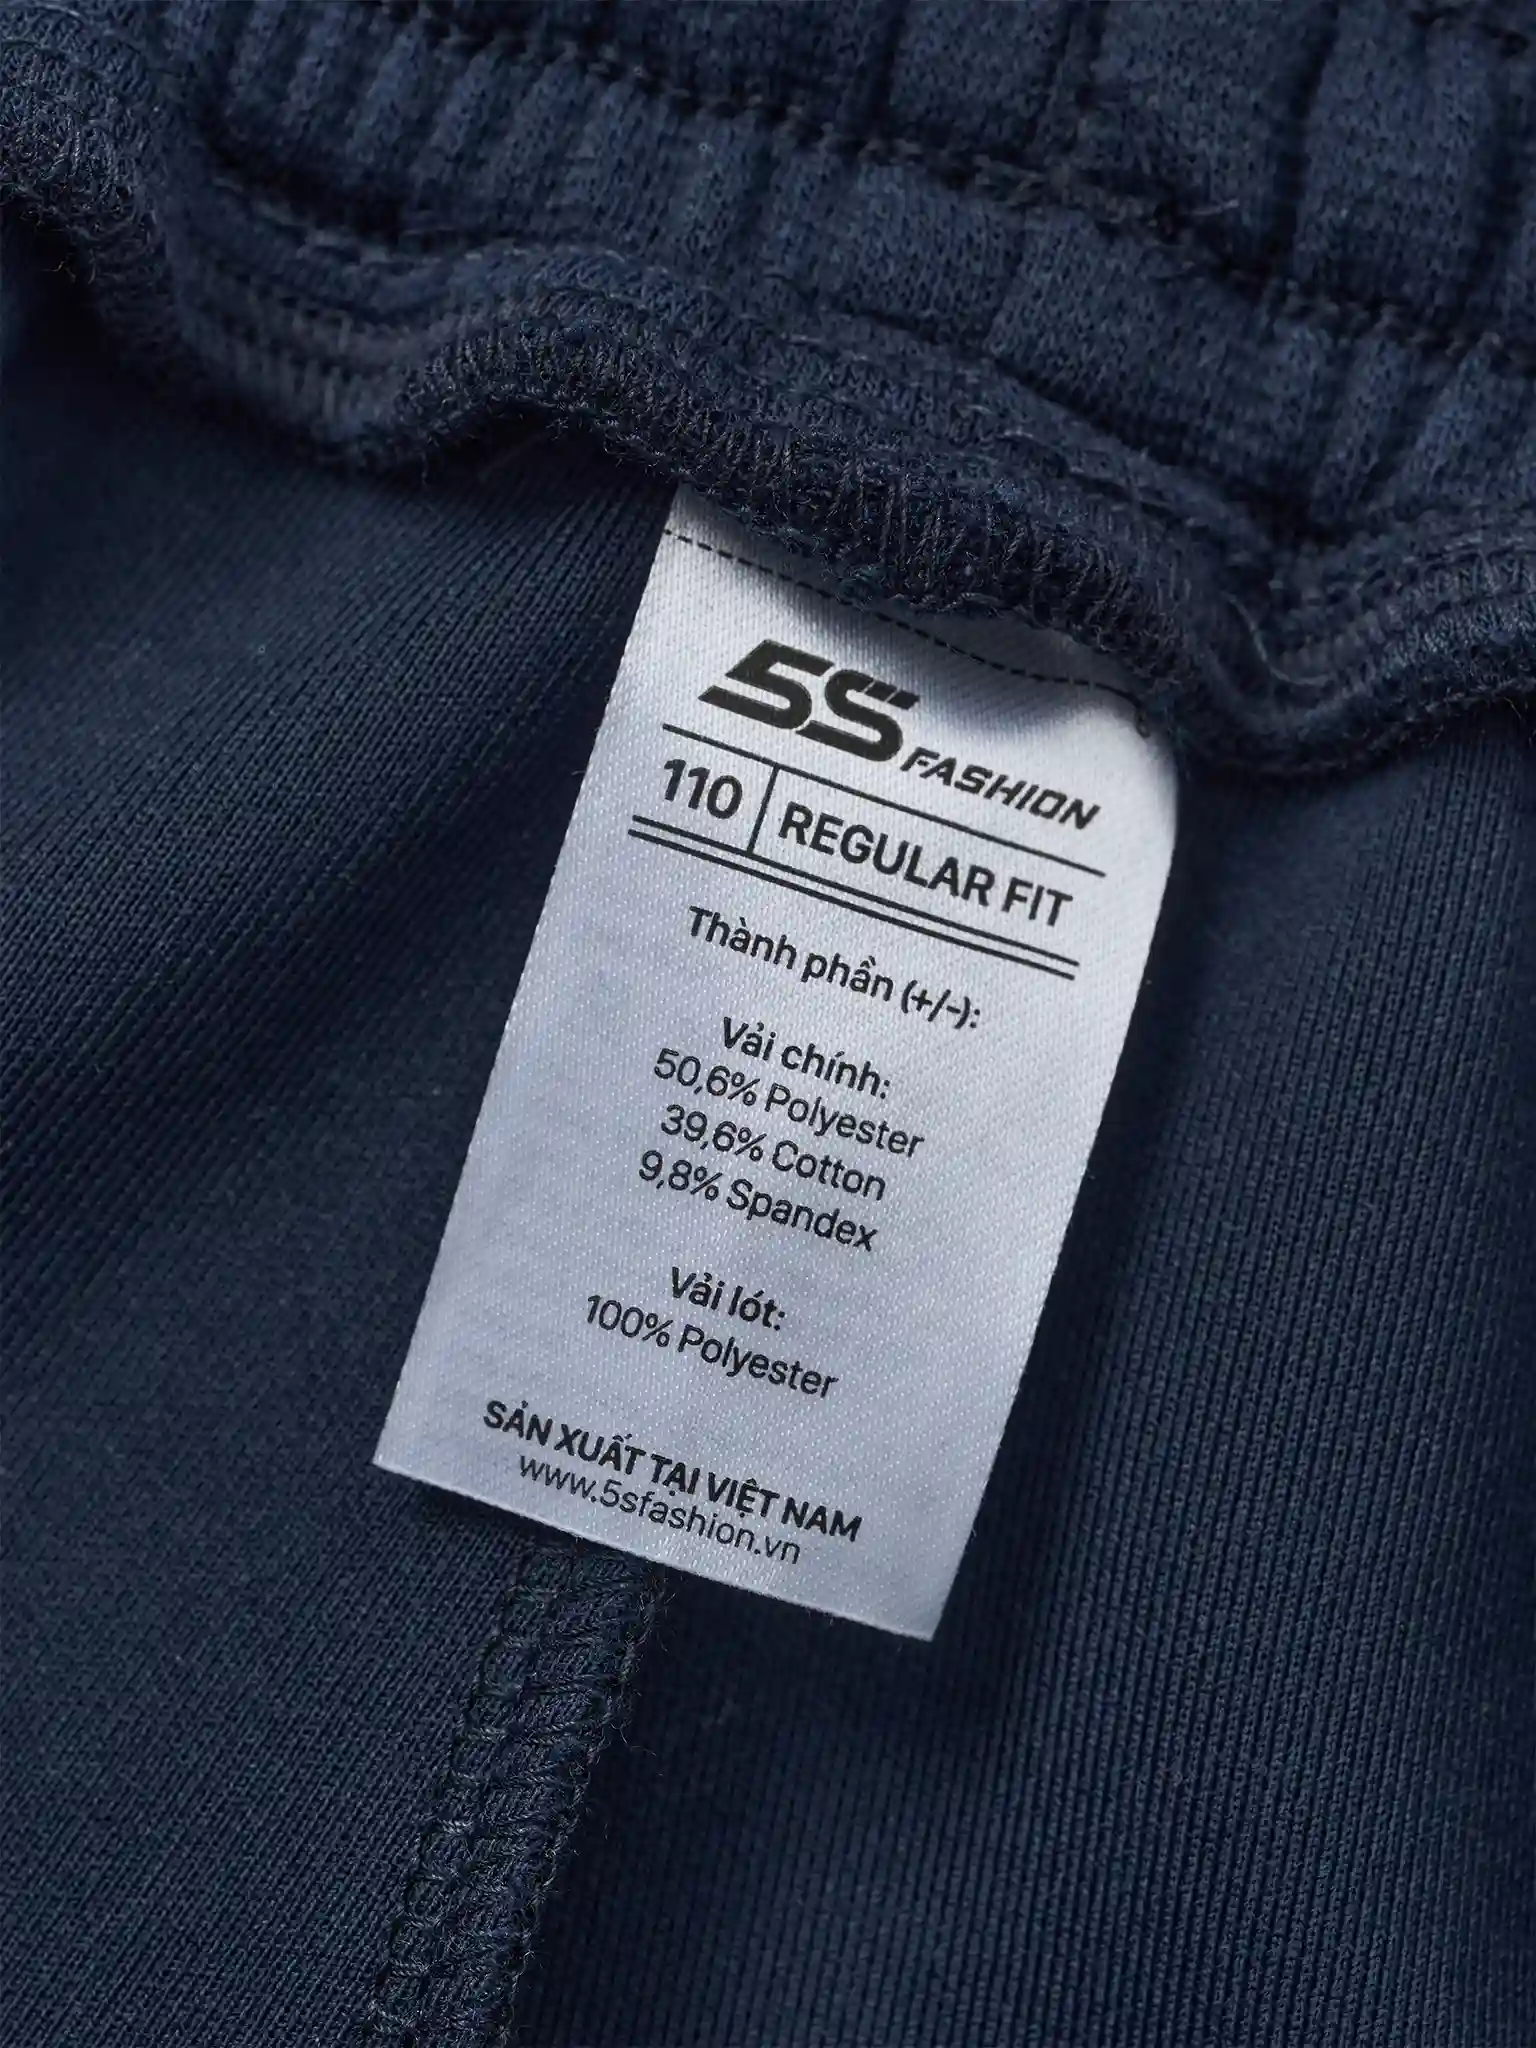 5S FASHION
110 | REGULAR FIT
Thành phần (+/-):
Vải chính:
50,6% Polyester
39,6% Cotton
9,8% Spandex
Vải lót:
100% Polyester
SẢN XUẤT TẠI VIỆT NAM
www.5sfashion.vn